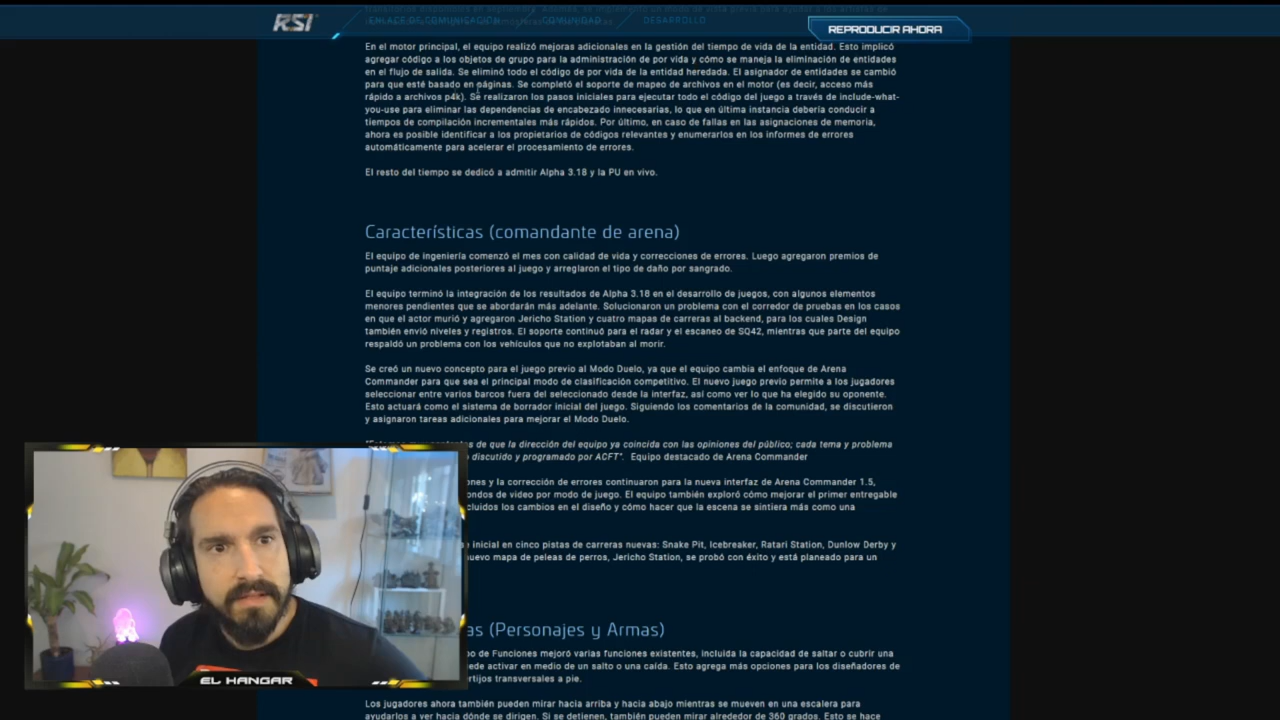 RSI
ENLACE DE COMUNICACIÓN
COMUNIDAD
DESARROLLO
REPRODUCIR AHORA
En el motor principal, el equipo realizó mejoras adicionales en la gestión del tiempo de vida de la entidad. Esto implicó
agregar código a los objetos de grupo para la administración de por vida y cómo se maneja la eliminación de entidades
en el flujo de salida. Se eliminó todo el código de por vida de la entidad heredada. El asignador de entidades se cambió
para que esté basado en páginas. Se completó el soporte de mapeo de archivos en el motor (es decir, acceso más
rápido a archivos p4k). Se realizaron los pasos iniciales para ejecutar todo el código del juego a través de include-what-
you-use para eliminar las dependencias de encabezado innecesarias, lo que en última instancia debería conducir a
tiempos de compilación incrementales más rápidos. Por último, en caso de fallas en las asignaciones de memoria,
ahora es posible identificar a los propietarios de códigos relevantes y enumerarlos en los informes de errores
automáticamente para acelerar el procesamiento de errores.
El resto del tiempo se dedicó a admitir Alpha 3.18 y la PU en vivo.
Características (comandante de arena)
El equipo de ingeniería comenzó el mes con calidad de vida y correcciones de errores. Luego agregaron premios de
puntaje adicionales posteriores al juego y arreglaron el tipo de daño por sangrado.
El equipo terminó la integración de los resultados de Alpha 3.18 en el desarrollo de juegos, con algunos elementos
menores pendientes que se abordarán más adelante. Solucionaron un problema con el corredor de pruebas en los casos
en que el actor murió y agregaron Jericho Station y cuatro mapas de carreras al backend, para los cuales Design
también envió niveles y registros. El soporte continuó para el radar y el escaneo de SQ42, mientras que parte del equipo
respaldó un problema con los vehículos que no explotaban al morir.
Se creó un nuevo concepto para el juego previo al Modo Duelo, ya que el equipo cambia el enfoque de Arena
Commander para que sea el principal modo de clasificación competitivo. El nuevo juego previo permite a los jugadores
seleccionar entre varios barcos fuera del seleccionado desde la interfaz, así como ver lo que ha elegido su oponente.
Esto actuará como el sistema de borrador inicial del juego. Siguiendo los comentarios de la comunidad, se discutieron
y asignaron tareas adicionales para mejorar el Modo Duelo.
de que la dirección del equipo ya coincida con las opiniones del público; cada tema y problema
discutido y programado por ACFT". Equipo destacado de Arena Commander
ones y la corrección de errores continuaron para la nueva interfaz de Arena Commander 1.5,
ondos de video por modo de juego. El equipo también exploró cómo mejorar el primer entregable
cluidos los cambios en el diseño y cómo hacer que la escena se sintiera más como una
e inicial en cinco pistas de carreras nuevas: Snake Pit, Icebreaker, Ratari Station, Dunlow Derby y
uevo mapa de peleas de perros, Jericho Station, se probó con éxito y está planeado para un
as (Personajes y Armas)
po de Funciones mejoró varias funciones existentes, incluida la capacidad de saltar o cubrir una
ede activar en medio de un salto o una caída. Esto agrega más opciones para los diseñadores de
ertijos transversales a pie.
Los jugadores ahora también pueden mirar hacia arriba y hacia abajo mientras se mueven en una escalera para
ayudarlos a ver hacia dónde se dirigen. Si se detienen, también pueden mirar alrededor de 360 grados. Esto se hace
EL HANGAR